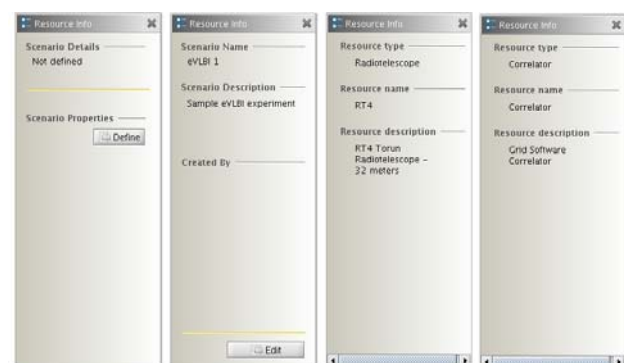 Resource Info
Scenario Details
Not defined
Scenario Properties
Define
Resource Info
Scenario Name
eVLBI 1
Scenario Description
Sample eVLBI experiment
Created By
Edit
Resource Info
Resource type
Radiotelescope
Resource name
RT4
Resource description
RT4 Torun
Radiotelescope -
32 meters
Resource Info
Resource type
Correlator
Resource name
Correlator
Resource description
Grid Software
Correlator